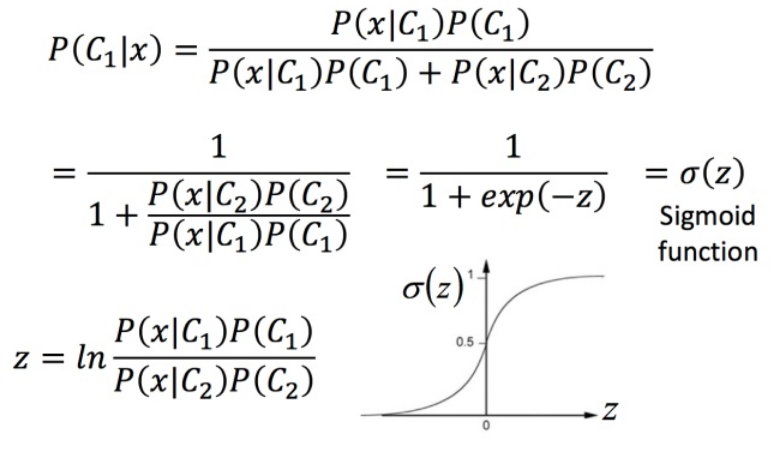 P(C₁|x) = P(x|C₁)P(C₁) / P(x|C₁)P(C₁) + P(x|C₂)P(C₂)
= 1 / 1 + P(x|C₂)P(C₂) / P(x|C₁)P(C₁) = 1 / 1 + exp(−z) = σ(z)
Sigmoid
function
z = ln P(x|C₁)P(C₁) / P(x|C₂)P(C₂)
σ(z)
1
0.5
0
z